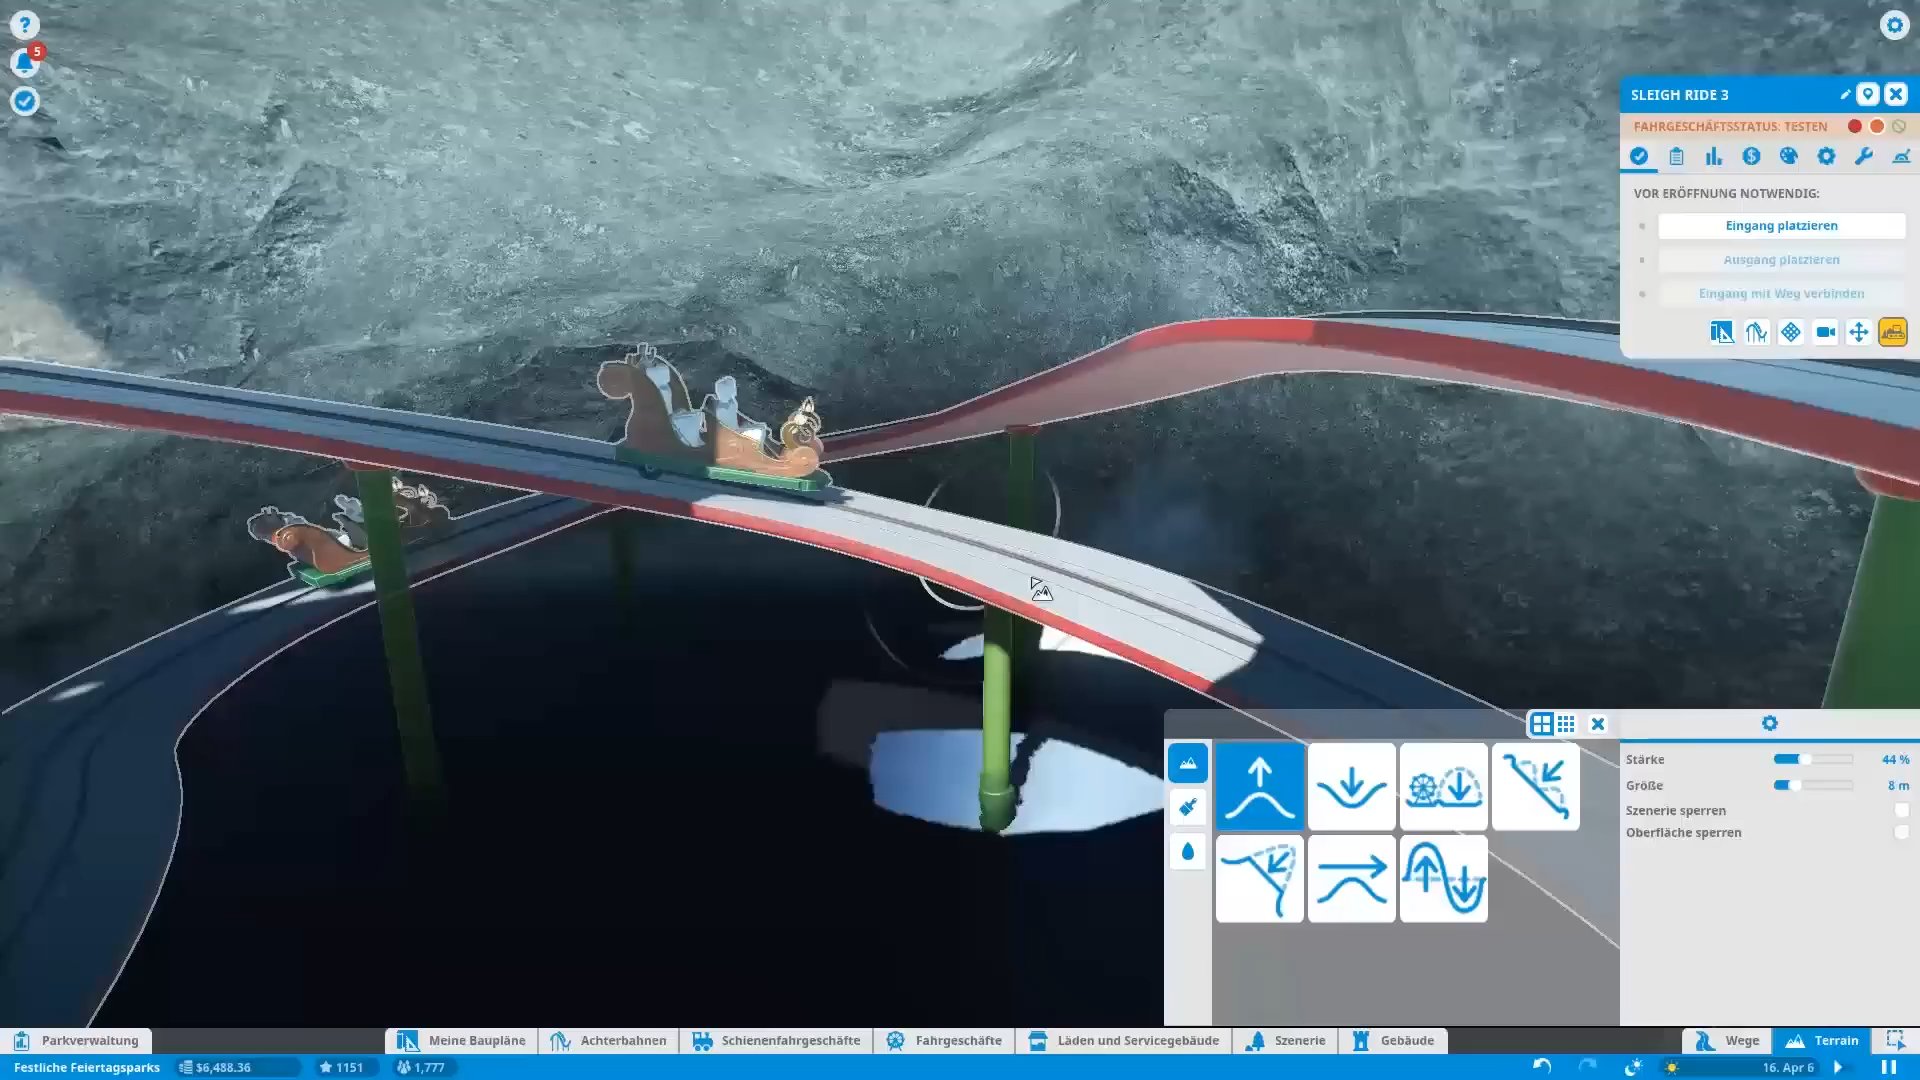 ?
5
SLEIGH RIDE 3
FAHRGESCHÄFTSSTATUS: TESTEN
VOR ERÖFFNUNG NOTWENDIG:
Eingang platzieren
Ausgang platzieren
Eingang mit Weg verbinden
Stärke 44 %
Größe 8 m
Szenerie sperren
Oberfläche sperren
Parkverwaltung Meine Baupläne Achterbahnen Schienenfahrgeschäfte Fahrgeschäfte Läden und Servicegebäude Szenerie Gebäude Wege Terrain
Festliche Feiertagsparks $6,488.36 1151 1,777 16. Apr 6